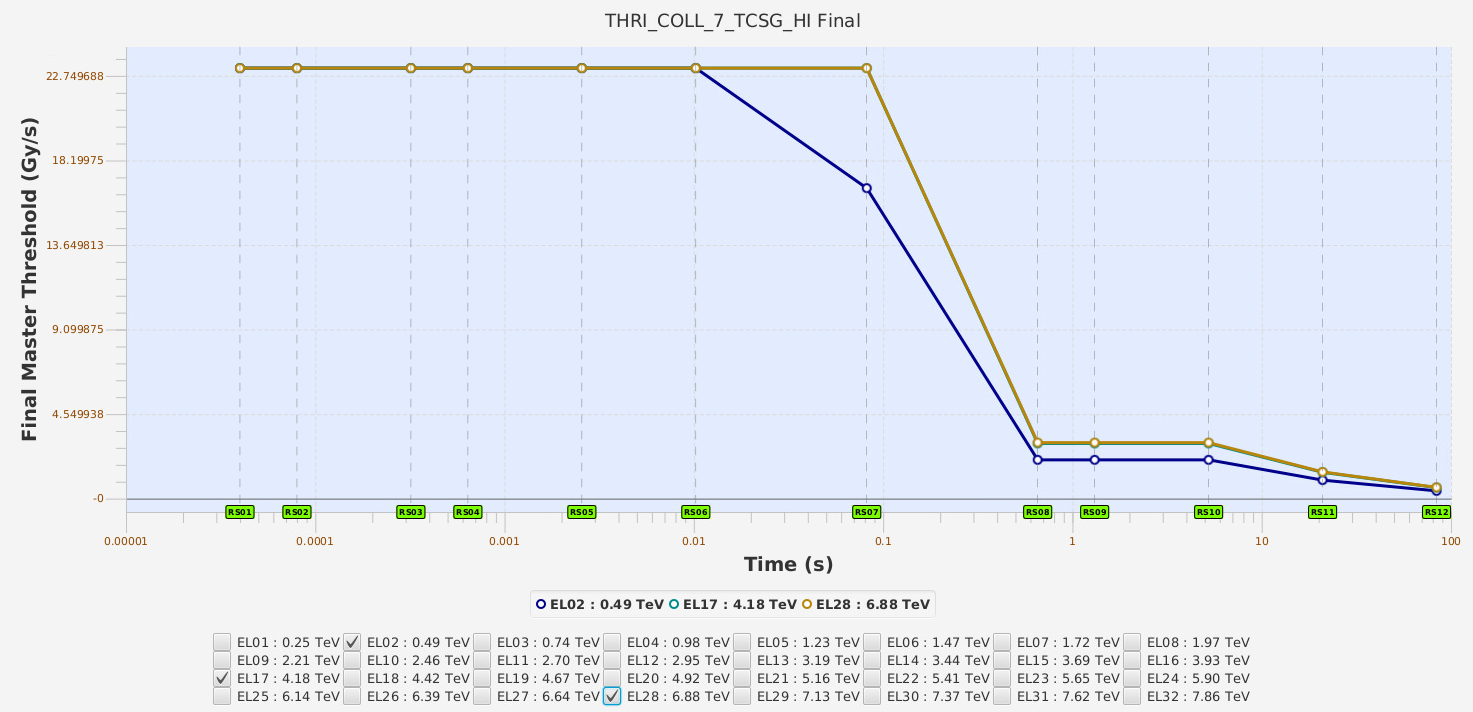 THRI_COLL_7_TCSG_HI Final
Final Master Threshold (Gy/s)
22.749688
18.19975
13.649813
9.099875
4.549938
-0
RS01 RS02 RS03 RS04 RS05 RS06 RS07 RS08 RS09 RS10 RS11 RS12
0.00001 0.0001 0.001 0.01 0.1 1 10 100
Time (s)
EL02 : 0.49 TeV EL17 : 4.18 TeV EL28 : 6.88 TeV
EL01 : 0.25 TeV EL02 : 0.49 TeV EL03 : 0.74 TeV EL04 : 0.98 TeV EL05 : 1.23 TeV EL06 : 1.47 TeV EL07 : 1.72 TeV EL08 : 1.97 TeV
EL09 : 2.21 TeV EL10 : 2.46 TeV EL11 : 2.70 TeV EL12 : 2.95 TeV EL13 : 3.19 TeV EL14 : 3.44 TeV EL15 : 3.69 TeV EL16 : 3.93 TeV
EL17 : 4.18 TeV EL18 : 4.42 TeV EL19 : 4.67 TeV EL20 : 4.92 TeV EL21 : 5.16 TeV EL22 : 5.41 TeV EL23 : 5.65 TeV EL24 : 5.90 TeV
EL25 : 6.14 TeV EL26 : 6.39 TeV EL27 : 6.64 TeV EL28 : 6.88 TeV EL29 : 7.13 TeV EL30 : 7.37 TeV EL31 : 7.62 TeV EL32 : 7.86 TeV